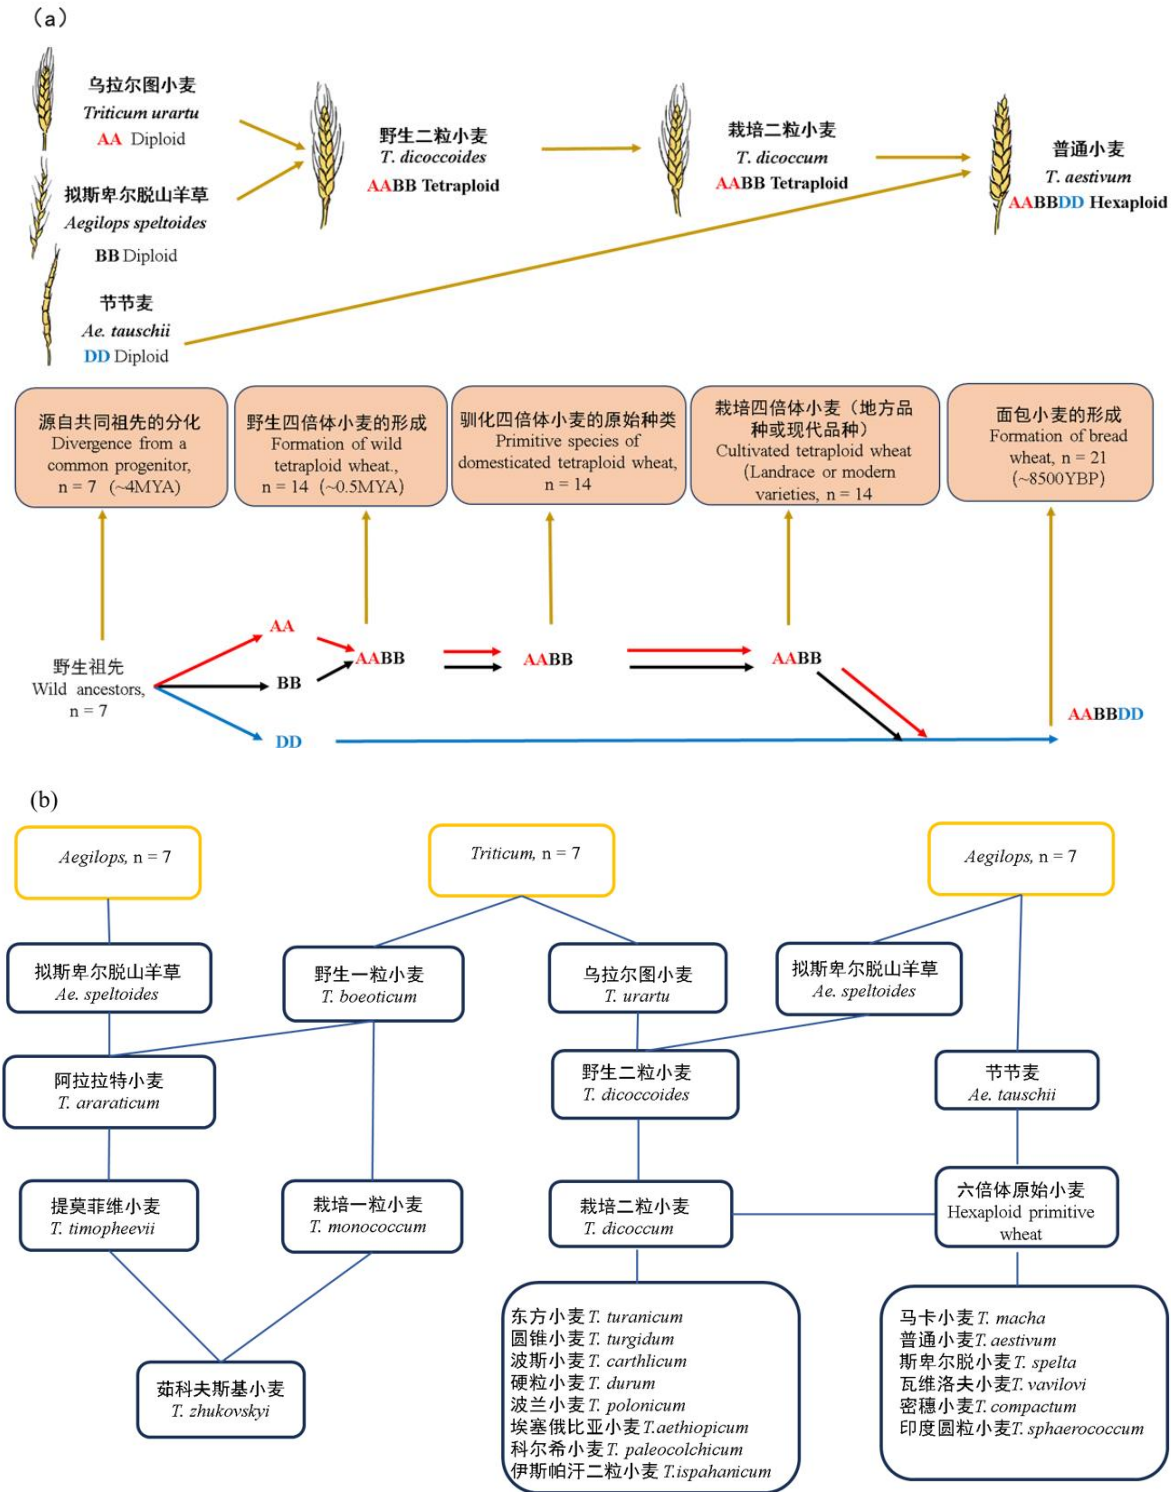 (a)
乌拉尔图小麦
Triticum urartu
AA Diploid
拟斯卑尔脱山羊草
Aegilops speltoides
BB Diploid
节节麦
Ae. tauschii
DD Diploid
野生二粒小麦
T. dicoccoides
AABB Tetraploid
栽培二粒小麦
T. dicoccum
AABB Tetraploid
普通小麦
T. aestivum
AABBDD Hexaploid
源自共同祖先的分化
Divergence from a
common progenitor,
n = 7 (~4MYA)
野生四倍体小麦的形成
Formation of wild
tetraploid wheat.,
n = 14 (~0.5MYA)
驯化四倍体小麦的原始种类
Primitive species of
domesticated tetraploid wheat,
n = 14
栽培四倍体小麦（地方品
种或现代品种）
Cultivated tetraploid wheat
(Landrace or modern
varieties, n = 14
面包小麦的形成
Formation of bread
wheat, n = 21
(~8500YBP)
野生祖先
Wild ancestors,
n = 7
AA
BB
DD
AABB
AABB
AABB
AABBDD
(b)
Aegilops, n = 7
Triticum, n = 7
Aegilops, n = 7
拟斯卑尔脱山羊草
Ae. speltoides
野生一粒小麦
T. boeoticum
乌拉尔图小麦
T. urartu
拟斯卑尔脱山羊草
Ae. speltoides
阿拉拉特小麦
T. araraticum
野生二粒小麦
T. dicoccoides
节节麦
Ae. tauschii
提莫菲维小麦
T. timopheevii
栽培一粒小麦
T. monococcum
栽培二粒小麦
T. dicoccum
六倍体原始小麦
Hexaploid primitive
wheat
茹科夫斯基小麦
T. zhukovskyi
东方小麦 T. turanicum
圆锥小麦 T. turgidum
波斯小麦 T. carthlicum
硬粒小麦 T. durum
波兰小麦 T. polonicum
埃塞俄比亚小麦 T.aethiopicum
科尔希小麦 T. paleocolchicum
伊斯帕汗二粒小麦 T.ispahanicum
马卡小麦 T. macha
普通小麦 T. aestivum
斯卑尔脱小麦 T. spelta
瓦维洛夫小麦 T. vavilovi
密穗小麦 T. compactum
印度圆粒小麦 T. sphaerococcum